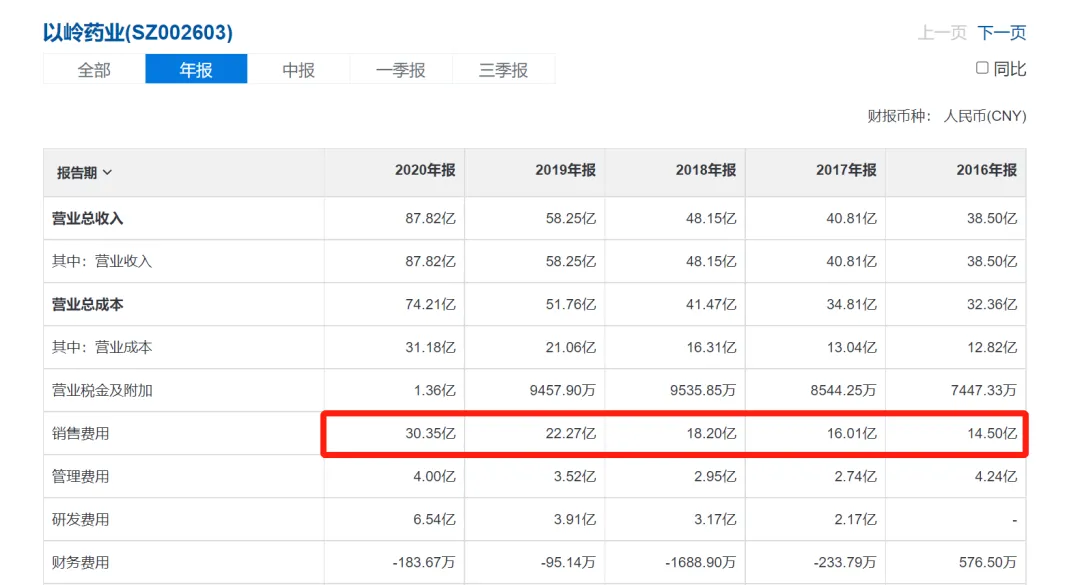 以岭药业(SZ002603) 上一页 下一页
全部 年报 中报 一季报 三季报 同比
财报币种： 人民币(CNY)
报告期 2020年报 2019年报 2018年报 2017年报 2016年报
营业总收入 87.82亿 58.25亿 48.15亿 40.81亿 38.50亿
其中：营业收入 87.82亿 58.25亿 48.15亿 40.81亿 38.50亿
营业总成本 74.21亿 51.76亿 41.47亿 34.81亿 32.36亿
其中：营业成本 31.18亿 21.06亿 16.31亿 13.04亿 12.82亿
营业税金及附加 1.36亿 9457.90万 9535.85万 8544.25万 7447.33万
销售费用 30.35亿 22.27亿 18.20亿 16.01亿 14.50亿
管理费用 4.00亿 3.52亿 2.95亿 2.74亿 4.24亿
研发费用 6.54亿 3.91亿 3.17亿 2.17亿 -
财务费用 -183.67万 -95.14万 -1688.90万 -233.79万 576.50万